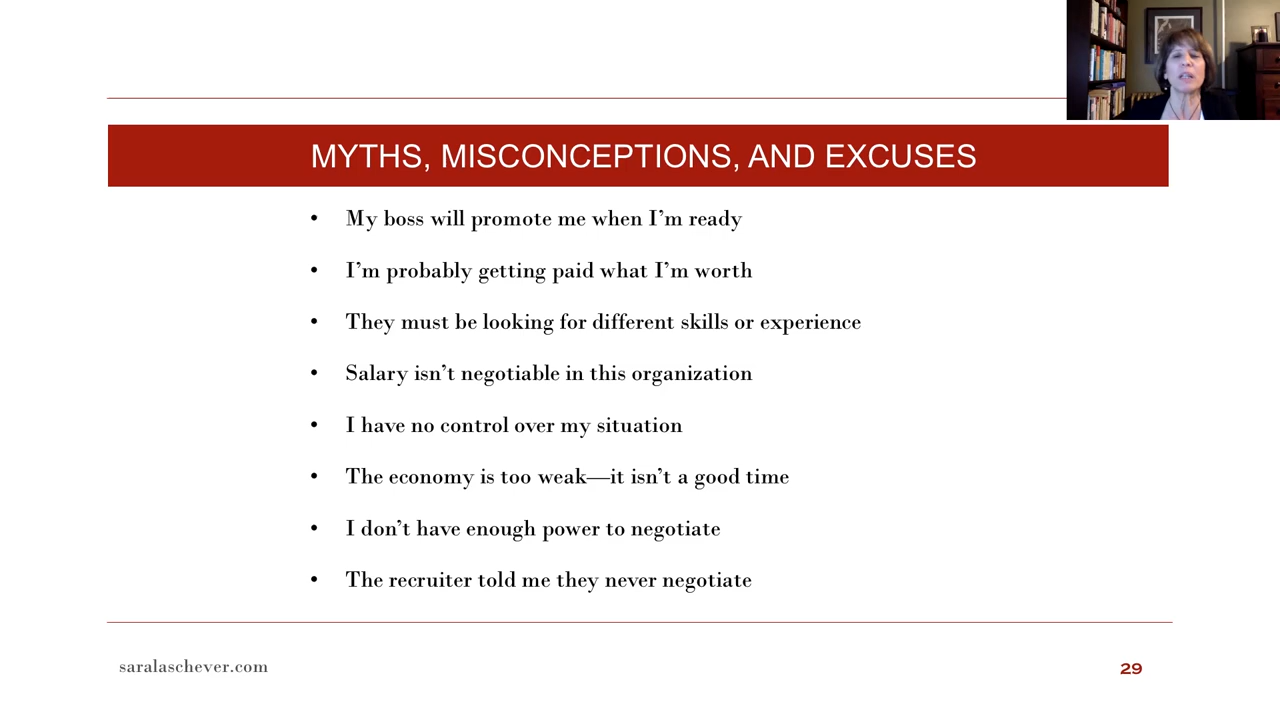 MYTHS, MISCONCEPTIONS, AND EXCUSES
• My boss will promote me when I’m ready
• I’m probably getting paid what I’m worth
• They must be looking for different skills or experience
• Salary isn’t negotiable in this organization
• I have no control over my situation
• The economy is too weak—it isn’t a good time
• I don’t have enough power to negotiate
• The recruiter told me they never negotiate
saralaschever.com
29